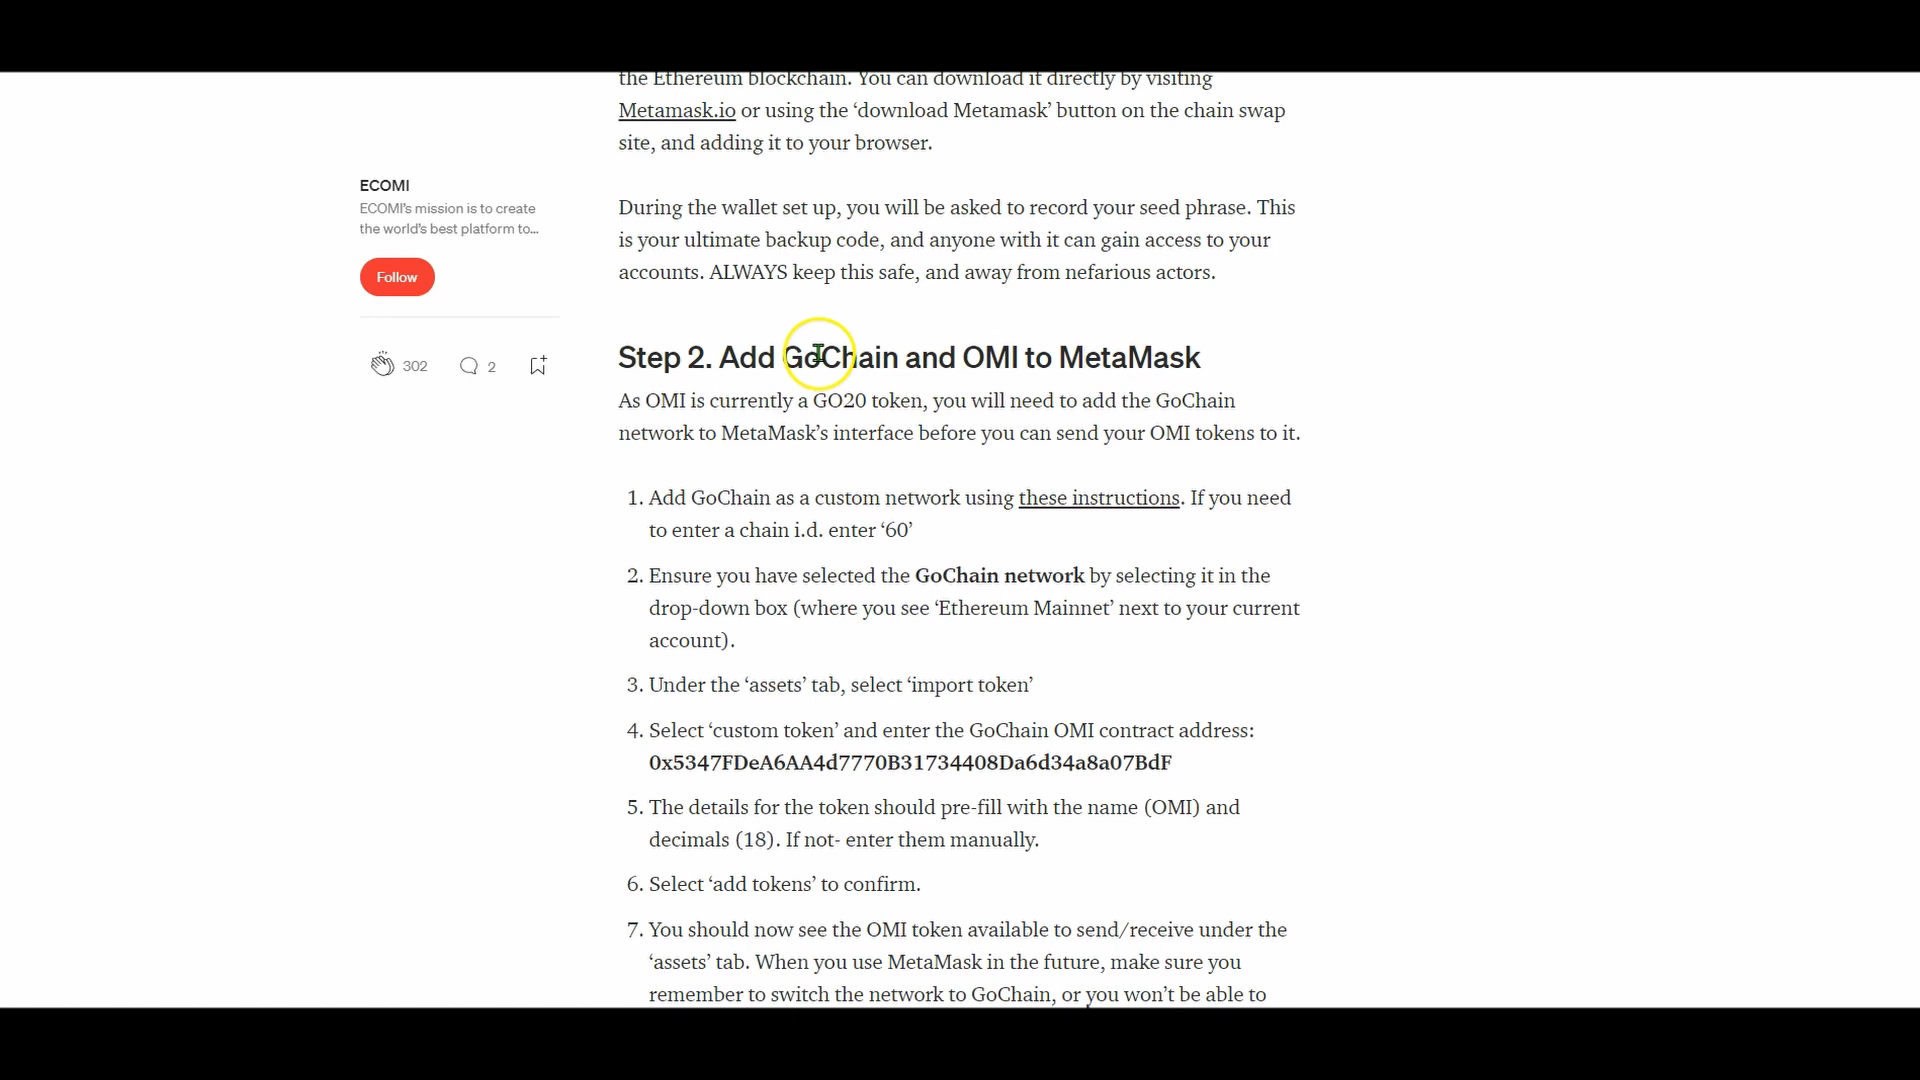 the Ethereum blockchain. You can download it directly by visiting
Metamask.io or using the ‘download Metamask’ button on the chain swap
site, and adding it to your browser.
ECOMI
ECOMI’s mission is to create
the world’s best platform to...
Follow
302
2
During the wallet set up, you will be asked to record your seed phrase. This
is your ultimate backup code, and anyone with it can gain access to your
accounts. ALWAYS keep this safe, and away from nefarious actors.
Step 2. Add GoChain and OMI to MetaMask
As OMI is currently a GO20 token, you will need to add the GoChain
network to MetaMask’s interface before you can send your OMI tokens to it.
1. Add GoChain as a custom network using these instructions. If you need
to enter a chain i.d. enter ‘60’
2. Ensure you have selected the GoChain network by selecting it in the
drop-down box (where you see ‘Ethereum Mainnet’ next to your current
account).
3. Under the ‘assets’ tab, select ‘import token’
4. Select ‘custom token’ and enter the GoChain OMI contract address:
0x5347FDeA6AA4d7770B31734408Da6d34a8a07BdF
5. The details for the token should pre-fill with the name (OMI) and
decimals (18). If not- enter them manually.
6. Select ‘add tokens’ to confirm.
7. You should now see the OMI token available to send/receive under the
‘assets’ tab. When you use MetaMask in the future, make sure you
remember to switch the network to GoChain, or you won’t be able to